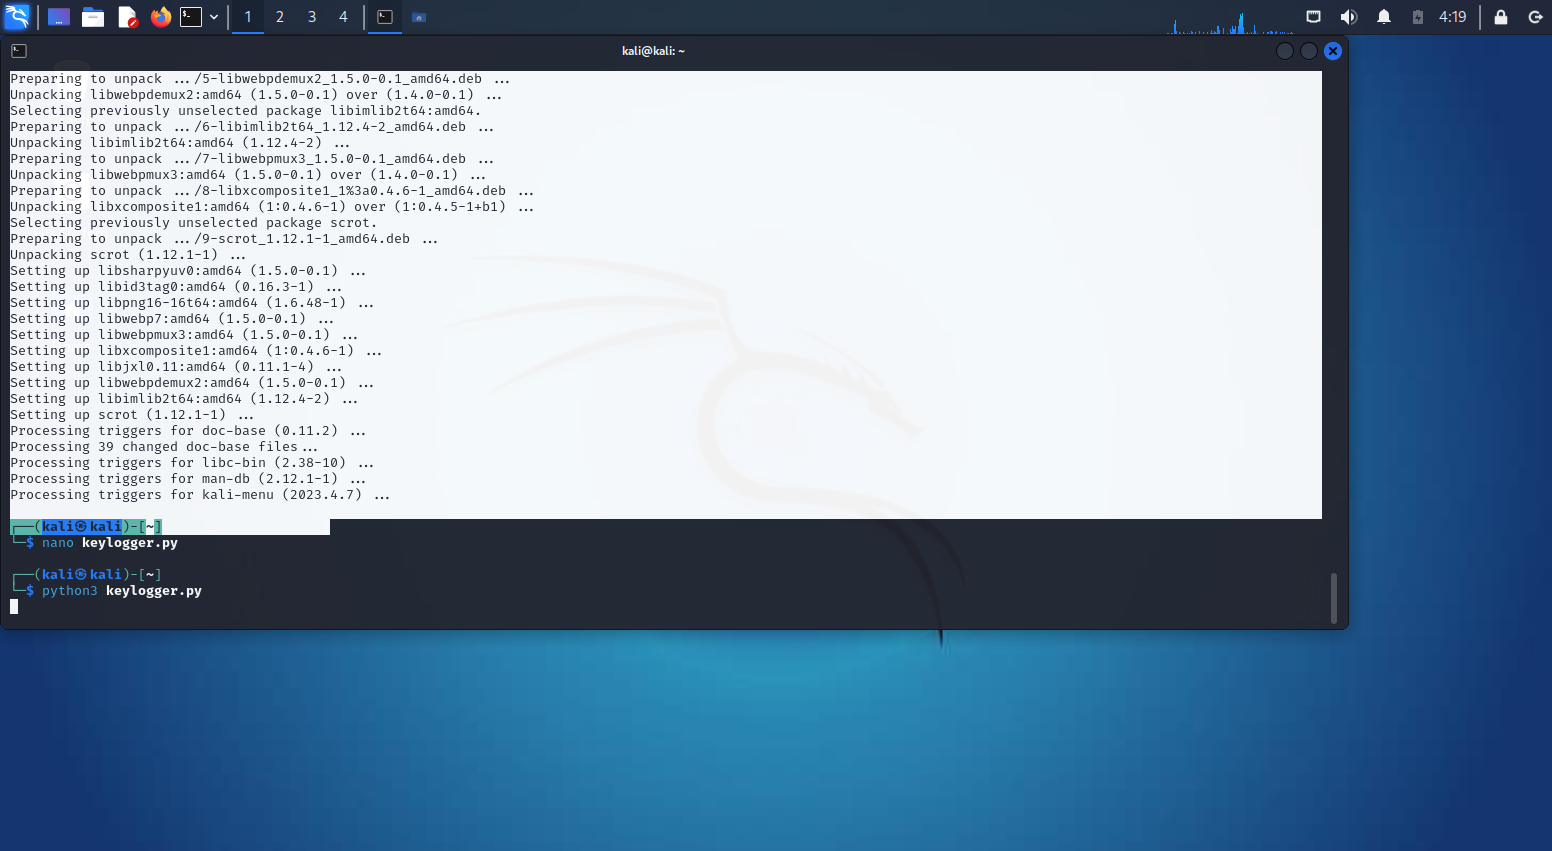 1 2 3 4
4:19
kali@kali: ~
Preparing to unpack .../5-libwebpdemux2_1.5.0-0.1_amd64.deb ...
Unpacking libwebpdemux2:amd64 (1.5.0-0.1) over (1.4.0-0.1) ...
Selecting previously unselected package libimlib2t64:amd64.
Preparing to unpack .../6-libimlib2t64_1.12.4-2_amd64.deb ...
Unpacking libimlib2t64:amd64 (1.12.4-2) ...
Preparing to unpack .../7-libwebpmux3_1.5.0-0.1_amd64.deb ...
Unpacking libwebpmux3:amd64 (1.5.0-0.1) over (1.4.0-0.1) ...
Preparing to unpack .../8-libxcomposite1_1%3a0.4.6-1_amd64.deb ...
Unpacking libxcomposite1:amd64 (1:0.4.6-1) over (1:0.4.5-1+b1) ...
Selecting previously unselected package scrot.
Preparing to unpack .../9-scrot_1.12.1-1_amd64.deb ...
Unpacking scrot (1.12.1-1) ...
Setting up libsharpyuv0:amd64 (1.5.0-0.1) ...
Setting up libid3tag0:amd64 (0.16.3-1) ...
Setting up libpng16-16t64:amd64 (1.6.48-1) ...
Setting up libwebp7:amd64 (1.5.0-0.1) ...
Setting up libwebpmux3:amd64 (1.5.0-0.1) ...
Setting up libxcomposite1:amd64 (1:0.4.6-1) ...
Setting up libjxl0.11:amd64 (0.11.1-4) ...
Setting up libwebpdemux2:amd64 (1.5.0-0.1) ...
Setting up libimlib2t64:amd64 (1.12.4-2) ...
Setting up scrot (1.12.1-1) ...
Processing triggers for doc-base (0.11.2) ...
Processing 39 changed doc-base files...
Processing triggers for libc-bin (2.38-10) ...
Processing triggers for man-db (2.12.1-1) ...
Processing triggers for kali-menu (2023.4.7) ...
┌──(kali㉿kali)-[~]
└─$ nano keylogger.py
┌──(kali㉿kali)-[~]
└─$ python3 keylogger.py